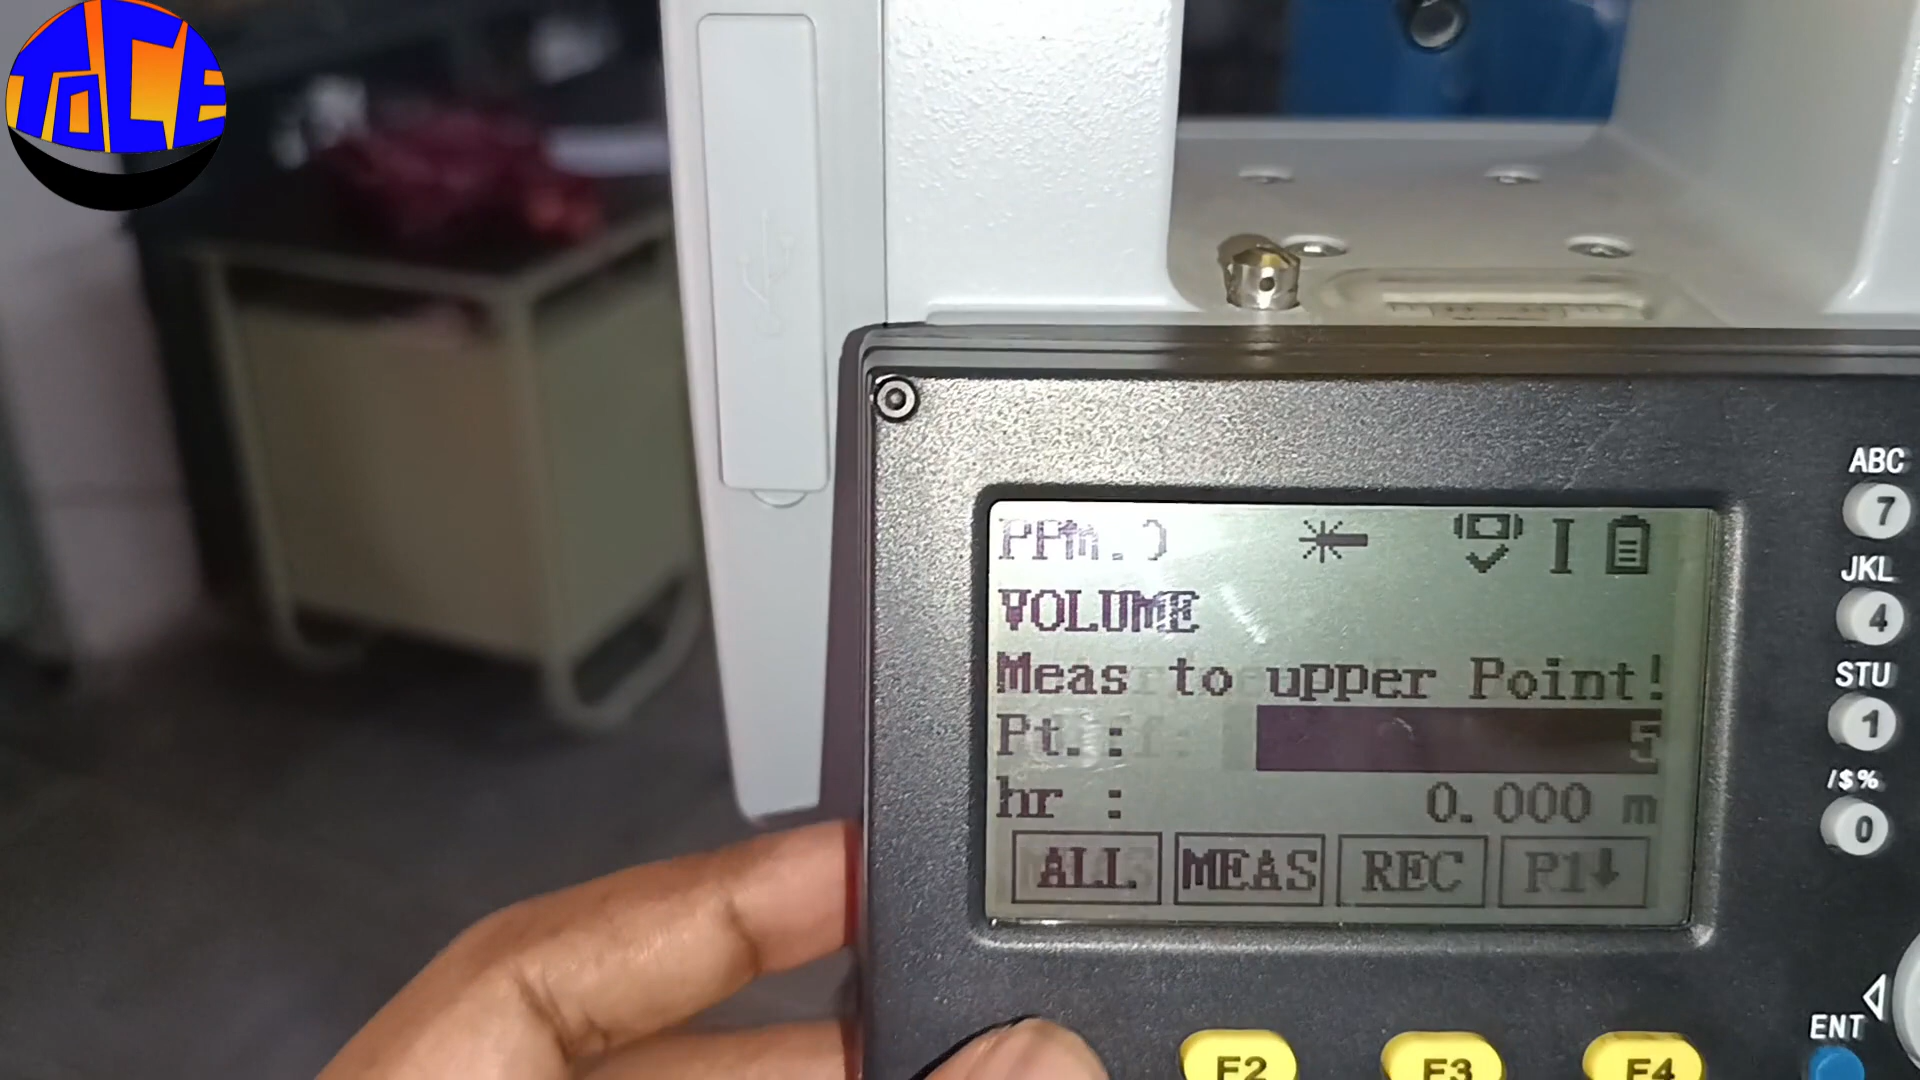 TOLCE
VOLUME
Meas to upper Point!
Pt. : 5
hr : 0.000 m
ALL MEAS REC P1↓
ABC
7
JKL
4
STU
1
/$%
0
ENT
F2 F3 F4